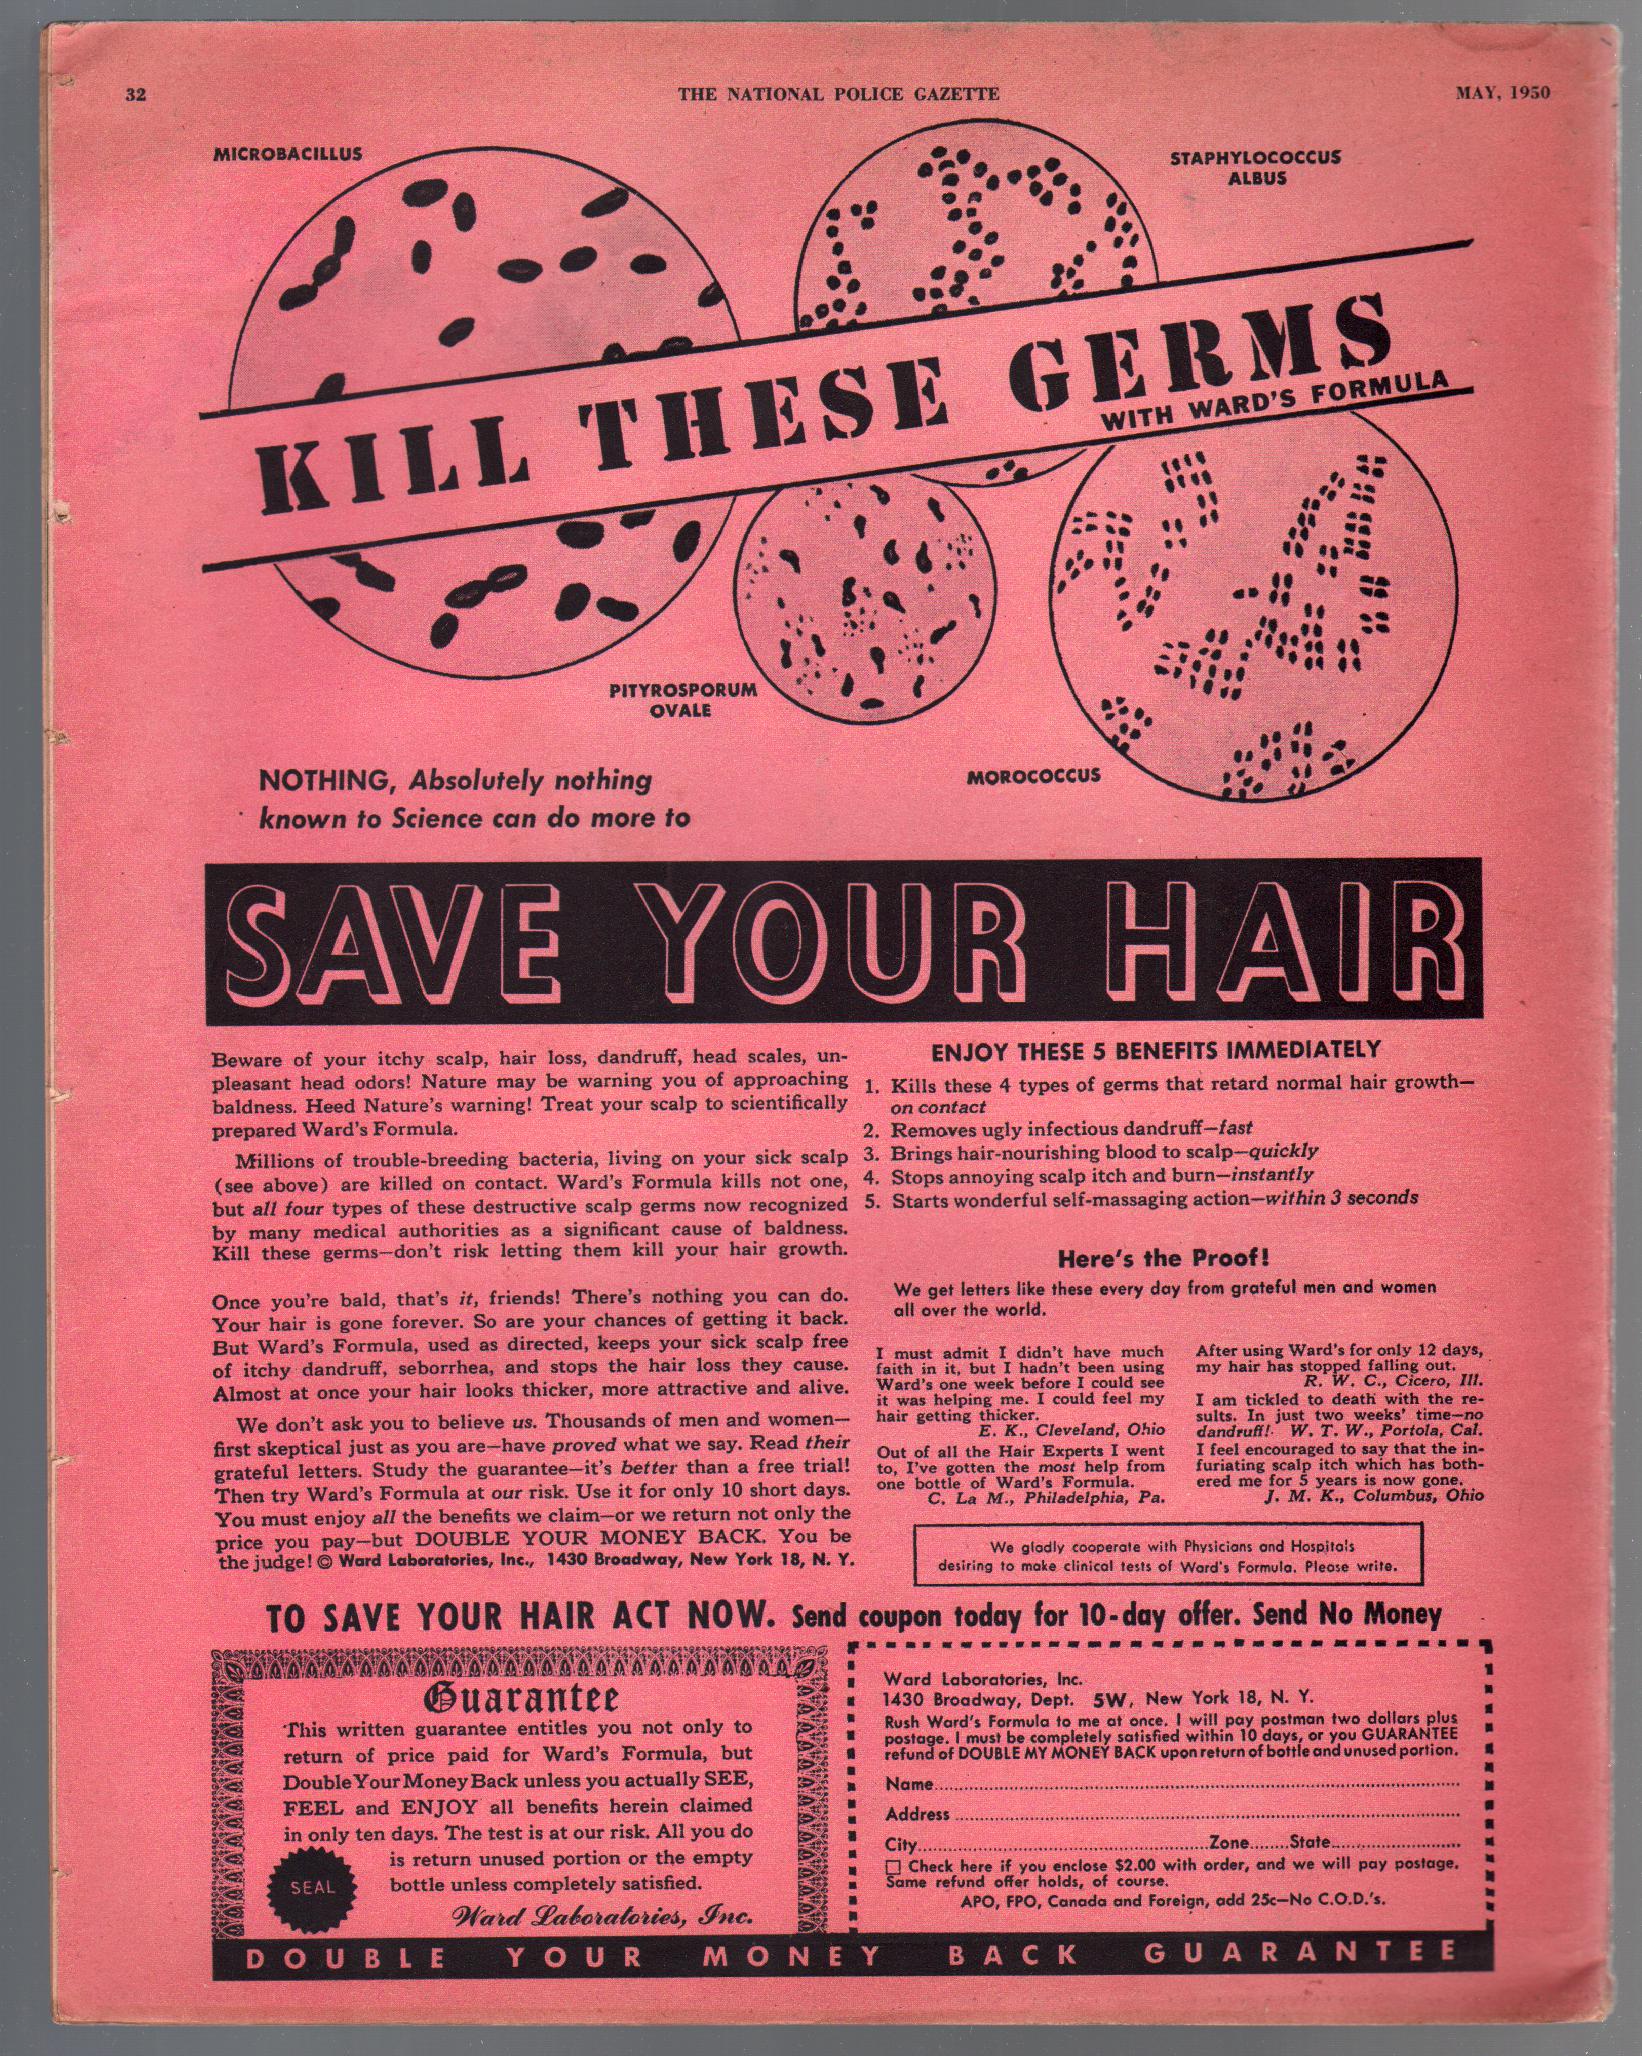 32
THE NATIONAL POLICE GAZETTE
MAY, 1950
MICROBACILLUS
STAPHYLOCOCCUS
ALBUS
KILL THESE GERMS
WITH WARD'S FORMULA
PITYROSPORUM
OVALE
MOROCOCCUS
NOTHING, Absolutely nothing
known to Science can do more to
SAVE YOUR HAIR
Beware of your itchy scalp, hair loss, dandruff, head scales, un-
pleasant head odors! Nature may be warning you of approaching
baldness. Heed Nature's warning! Treat your scalp to scientifically
prepared Ward's Formula.
Millions of trouble-breeding bacteria, living on your sick scalp
(see above) are killed on contact. Ward's Formula kills not one,
but all four types of these destructive scalp germs now recognized
by many medical authorities as a significant cause of baldness.
Kill these germs—don't risk letting them kill your hair growth.
Once you're bald, that's it, friends! There's nothing you can do.
Your hair is gone forever. So are your chances of getting it back.
But Ward's Formula, used as directed, keeps your sick scalp free
of itchy dandruff, seborrhea, and stops the hair loss they cause.
Almost at once your hair looks thicker, more attractive and alive.
We don't ask you to believe us. Thousands of men and women—
first skeptical just as you are—have proved what we say. Read their
grateful letters. Study the guarantee—it's better than a free trial!
Then try Ward's Formula at our risk. Use it for only 10 short days.
You must enjoy all the benefits we claim—or we return not only the
price you pay—but DOUBLE YOUR MONEY BACK. You be
the judge! © Ward Laboratories, Inc., 1430 Broadway, New York 18, N. Y.
ENJOY THESE 5 BENEFITS IMMEDIATELY
1. Kills these 4 types of germs that retard normal hair growth—
on contact
2. Removes ugly infectious dandruff—fast
3. Brings hair-nourishing blood to scalp—quickly
4. Stops annoying scalp itch and burn—instantly
5. Starts wonderful self-massaging action—within 3 seconds
Here's the Proof!
We get letters like these every day from grateful men and women
all over the world.
I must admit I didn't have much
faith in it, but I hadn't been using
Ward's one week before I could see
it was helping me. I could feel my
hair getting thicker.
E. K., Cleveland, Ohio
Out of all the Hair Experts I went
to, I've gotten the most help from
one bottle of Ward's Formula.
C. La M., Philadelphia, Pa.
After using Ward's for only 12 days,
my hair has stopped falling out.
R. W. C., Cicero, Ill.
I am tickled to death with the re-
sults. In just two weeks' time—no
dandruff! W. T. W., Portola, Cal.
I feel encouraged to say that the in-
furiating scalp itch which has both-
ered me for 5 years is now gone.
J. M. K., Columbus, Ohio
We gladly cooperate with Physicians and Hospitals
desiring to make clinical tests of Ward's Formula. Please write.
TO SAVE YOUR HAIR ACT NOW. Send coupon today for 10-day offer. Send No Money
Guarantee
This written guarantee entitles you not only to
return of price paid for Ward's Formula, but
Double Your Money Back unless you actually SEE,
FEEL and ENJOY all benefits herein claimed
in only ten days. The test is at our risk. All you do
is return unused portion or the empty
bottle unless completely satisfied.
SEAL
Ward Laboratories, Inc.
Ward Laboratories, Inc.
1430 Broadway, Dept. 5W, New York 18, N. Y.
Rush Ward's Formula to me at once. I will pay postman two dollars plus
postage. I must be completely satisfied within 10 days, or you GUARANTEE
refund of DOUBLE MY MONEY BACK upon return of bottle and unused portion.
Name
Address
City Zone State
Check here if you enclose $2.00 with order, and we will pay postage.
Same refund offer holds, of course.
APO, FPO, Canada and Foreign, add 25c—No C.O.D.'s.
DOUBLE YOUR MONEY BACK GUARANTEE